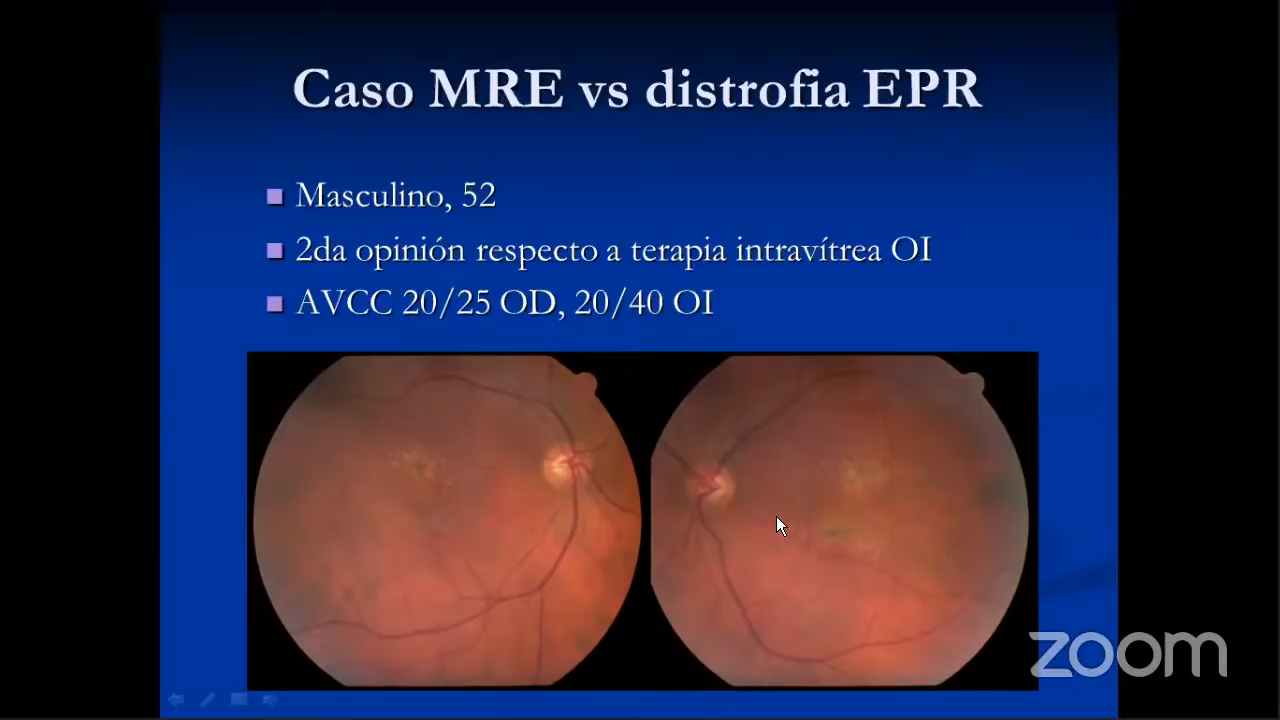 Caso MRE vs distrofia EPR
Masculino, 52
2da opinión respecto a terapia intravítrea OI
AVCC 20/25 OD, 20/40 OI
zoom